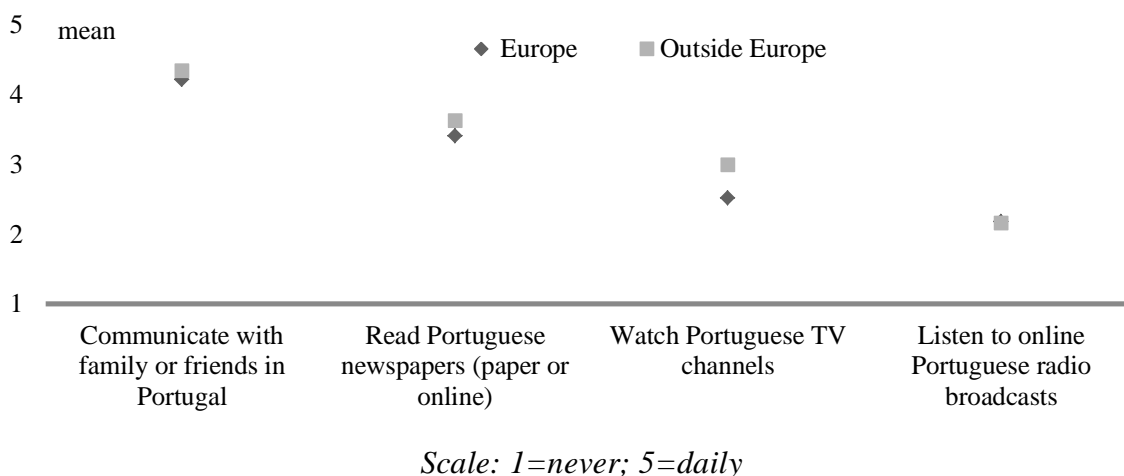 5
mean
Europe
Outside Europe
4
3
2
1
Communicate with
family or friends in
Portugal
Read Portuguese
newspapers (paper or
online)
Watch Portuguese TV
channels
Listen to online
Portuguese radio
broadcasts
Scale: 1=never; 5=daily